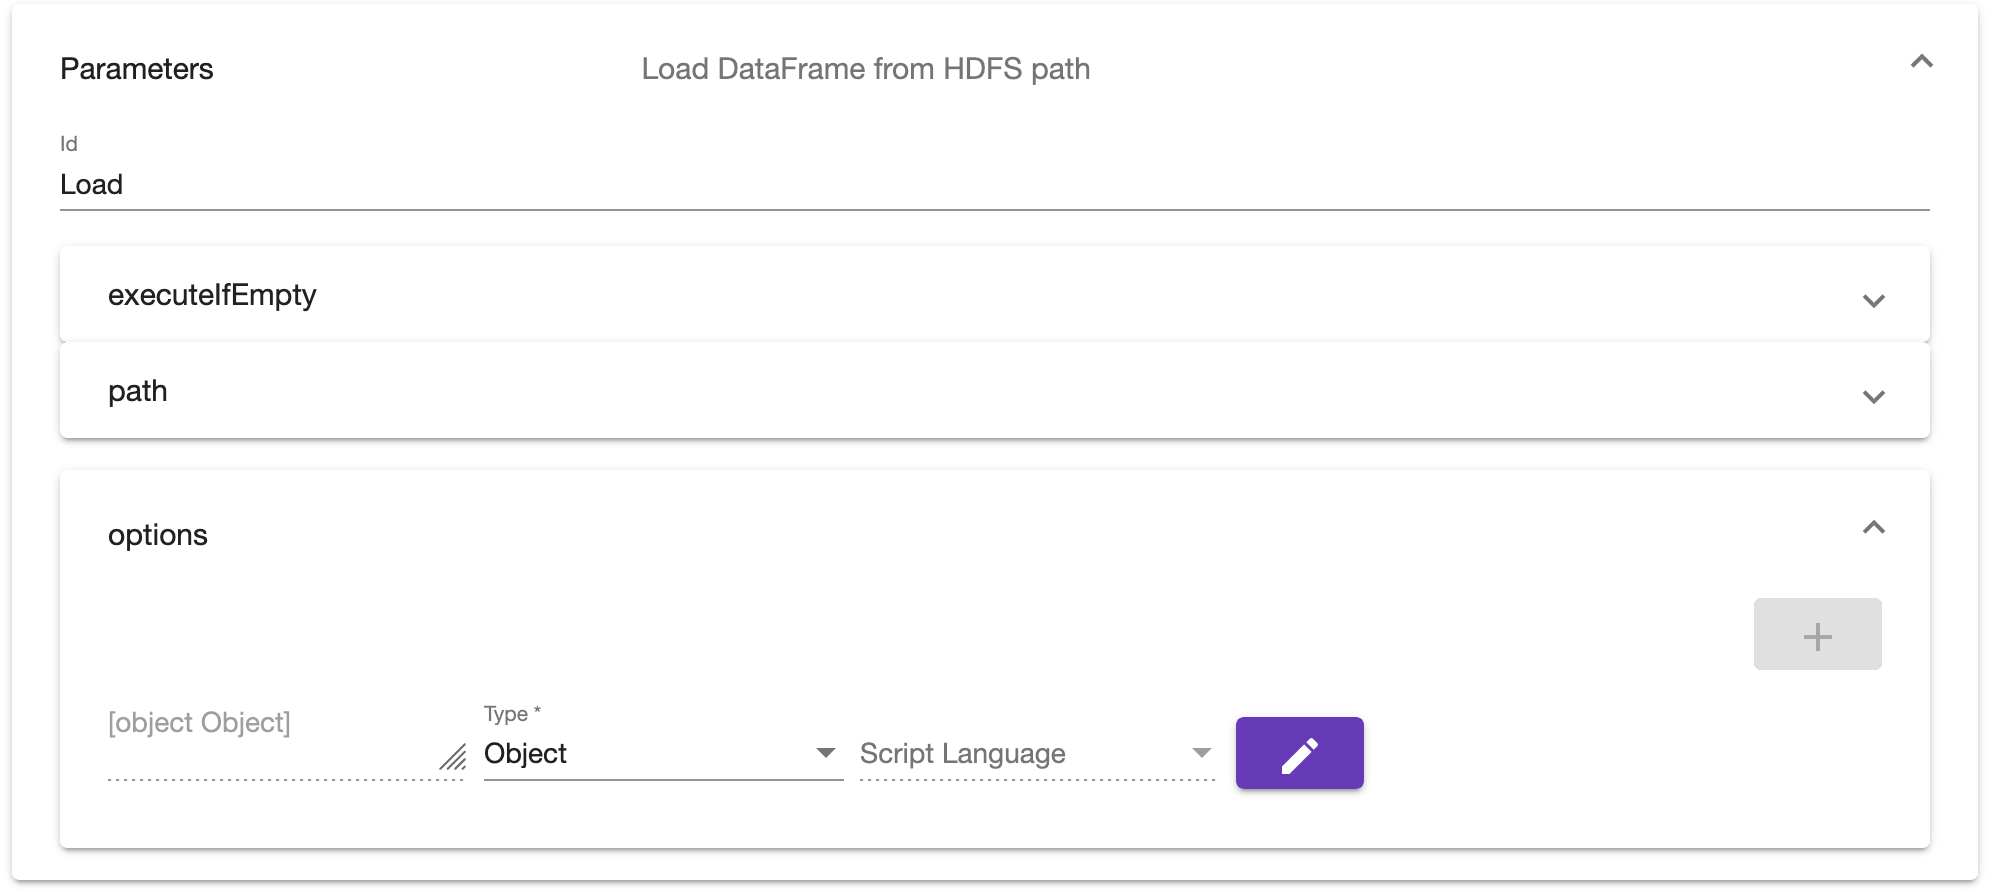 Parameters
Load DataFrame from HDFS path
Id
Load
executeIfEmpty
path
options
[object Object]
Type *
Object
Script Language